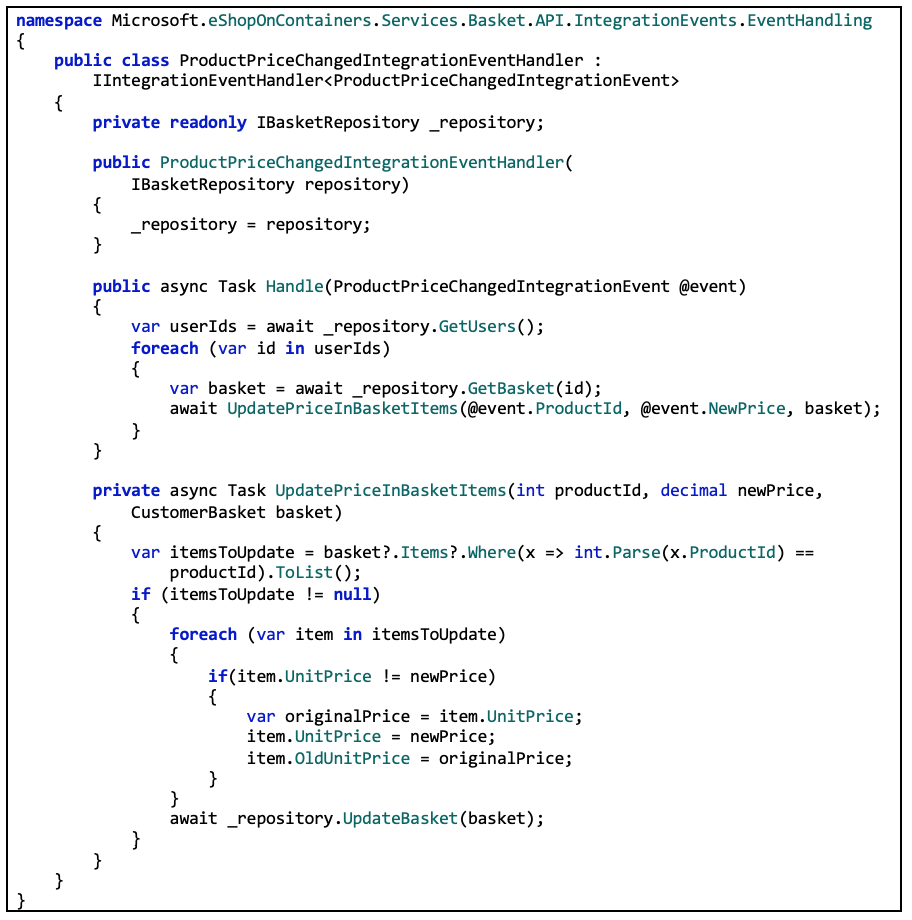 namespace Microsoft.eShopOnContainers.Services.Basket.API.IntegrationEvents.EventHandling
{
    public class ProductPriceChangedIntegrationEventHandler :
        IIntegrationEventHandler<ProductPriceChangedIntegrationEvent>
    {
        private readonly IBasketRepository _repository;

        public ProductPriceChangedIntegrationEventHandler(
            IBasketRepository repository)
        {
            _repository = repository;
        }

        public async Task Handle(ProductPriceChangedIntegrationEvent @event)
        {
            var userIds = await _repository.GetUsers();
            foreach (var id in userIds)
            {
                var basket = await _repository.GetBasket(id);
                await UpdatePriceInBasketItems(@event.ProductId, @event.NewPrice, basket);
            }
        }

        private async Task UpdatePriceInBasketItems(int productId, decimal newPrice,
            CustomerBasket basket)
        {
            var itemsToUpdate = basket?.Items?.Where(x => int.Parse(x.ProductId) ==
                productId).ToList();
            if (itemsToUpdate != null)
            {
                foreach (var item in itemsToUpdate)
                {
                    if(item.UnitPrice != newPrice)
                    {
                        var originalPrice = item.UnitPrice;
                        item.UnitPrice = newPrice;
                        item.OldUnitPrice = originalPrice;
                    }
                }
                await _repository.UpdateBasket(basket);
            }
        }
    }
}